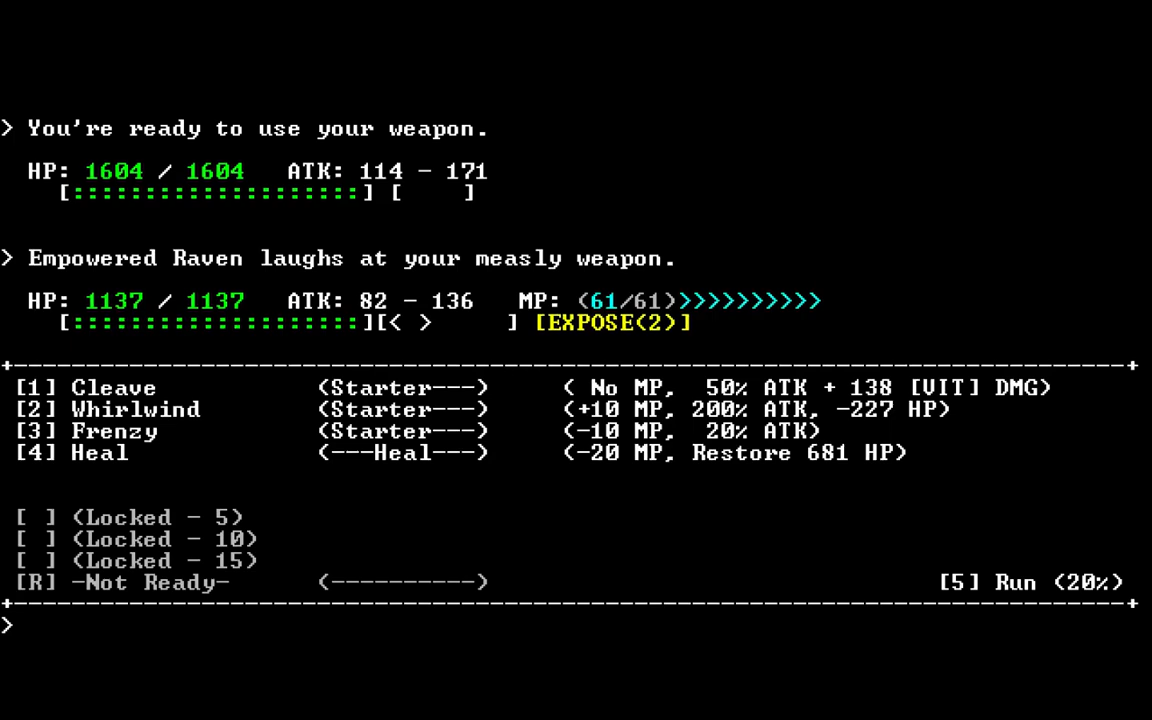 > You're ready to use your weapon.
HP: 1604 / 1604   ATK: 114 - 171
[::::::::::::::::::::] [     ]
> Empowered Raven laughs at your measly weapon.
HP: 1137 / 1137   ATK: 82 - 136   MP: (61/61)>>>>>>>>>>
[::::::::::::::::::::][< >     ] [EXPOSE(2)]
+------------------------------------------------------------------------------+
[1] Cleave           (Starter---)     ( No MP,  50% ATK + 138 [VIT] DMG)
[2] Whirlwind        (Starter---)     (+10 MP, 200% ATK, -227 HP)
[3] Frenzy           (Starter---)     (-10 MP,  20% ATK)
[4] Heal             (---Heal---)     (-20 MP, Restore 681 HP)
[ ] (Locked - 5)
[ ] (Locked - 10)
[ ] (Locked - 15)
[R] -Not Ready-      (----------)                               [5] Run (20%)
+------------------------------------------------------------------------------+
>